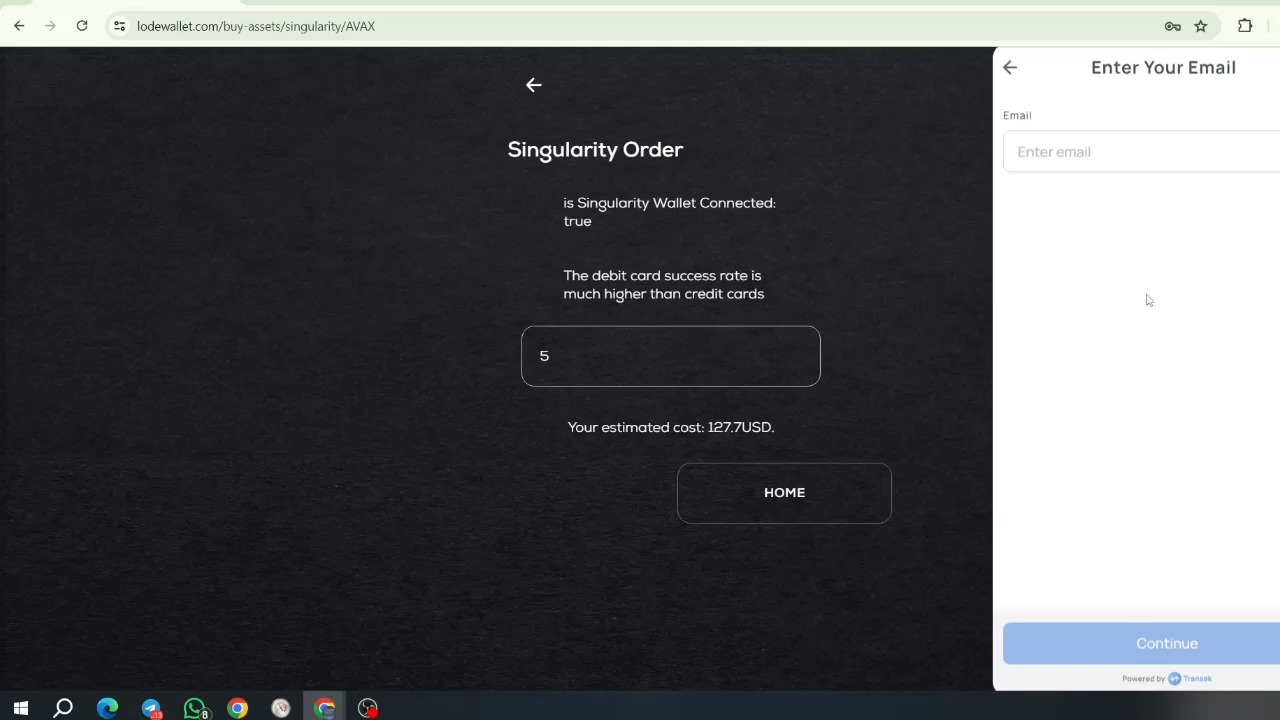 lodewallet.com/buy-assets/singularity/AVAX
Enter Your Email
Email
Enter email
Singularity Order
is Singularity Wallet Connected:
true
The debit card success rate is
much higher than credit cards
5
Your estimated cost: 127.7USD.
HOME
Continue
Powered by Transak
13
8